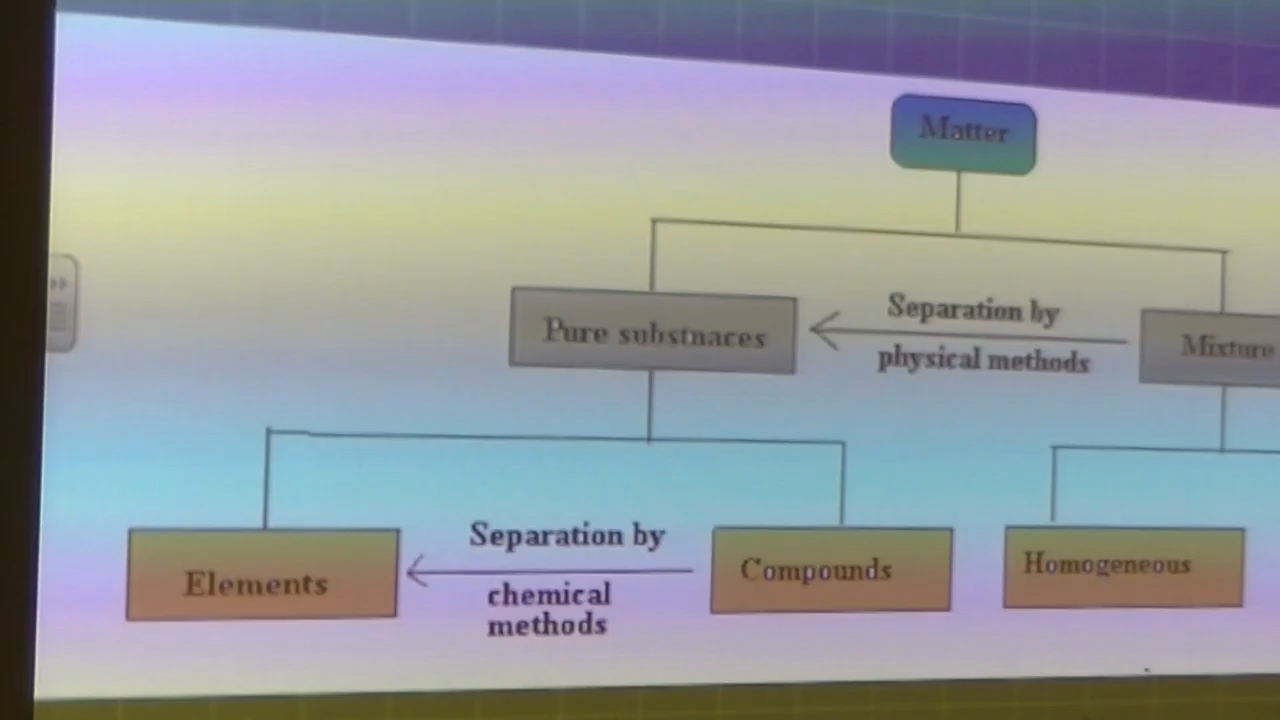 Matter
Pure substnaces
Separation by
physical methods
Mixture
Elements
Separation by
chemical
methods
Compounds
Homogeneous